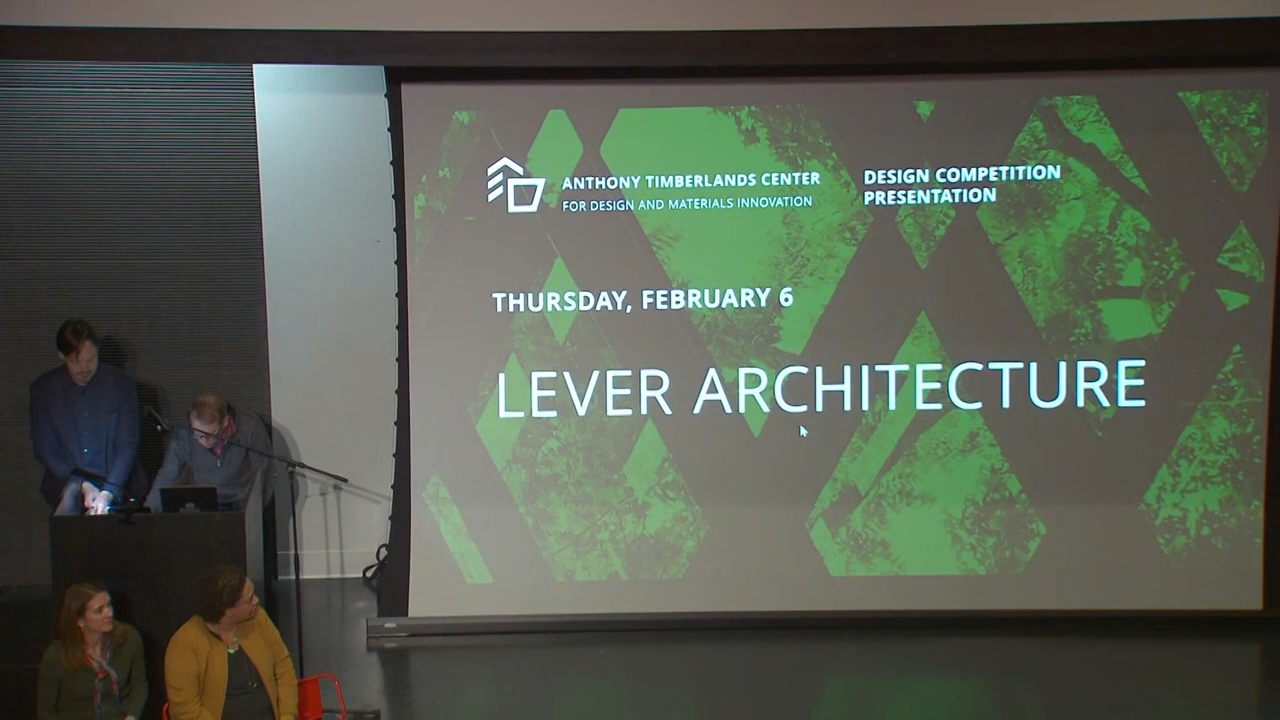 ANTHONY TIMBERLANDS CENTER
FOR DESIGN AND MATERIALS INNOVATION
DESIGN COMPETITION
PRESENTATION
THURSDAY, FEBRUARY 6
LEVER ARCHITECTURE